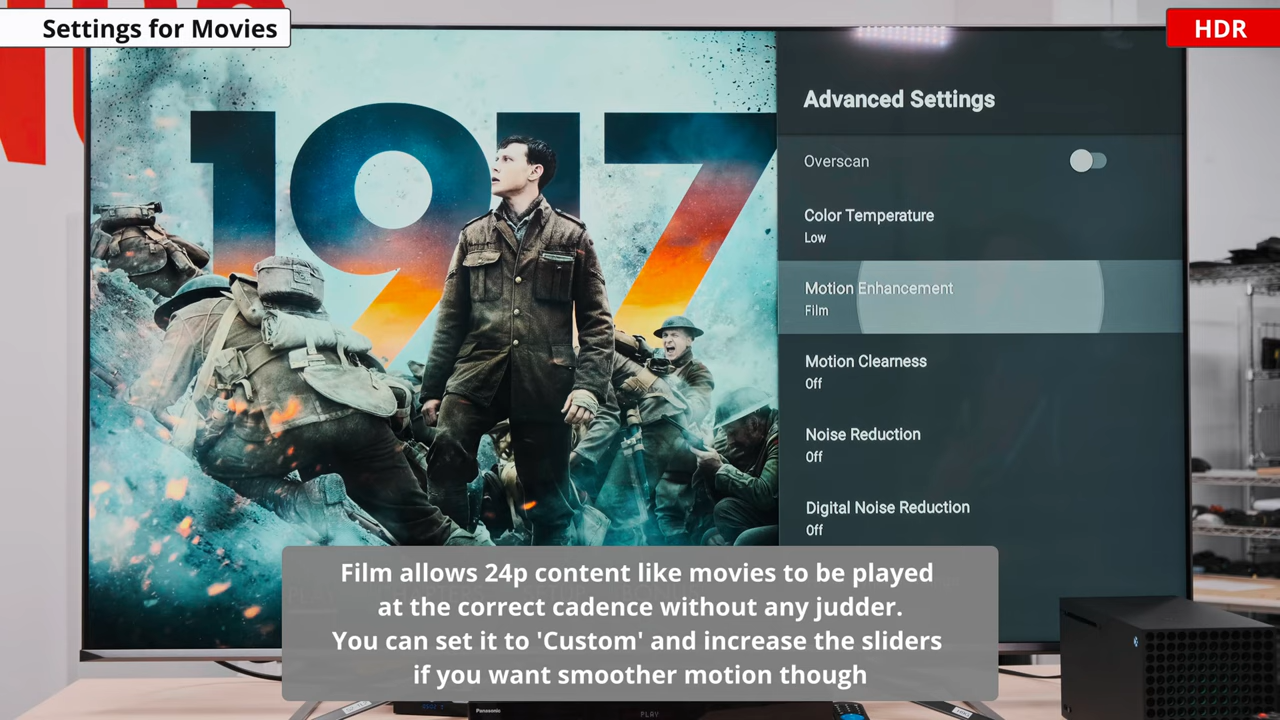 Settings for Movies
HDR
1917
Advanced Settings
Overscan
Color Temperature
Low
Motion Enhancement
Film
Motion Clearness
Off
Noise Reduction
Off
Digital Noise Reduction
Off
Film allows 24p content like movies to be played
at the correct cadence without any judder.
You can set it to 'Custom' and increase the sliders
if you want smoother motion though
Panasonic
PLAY